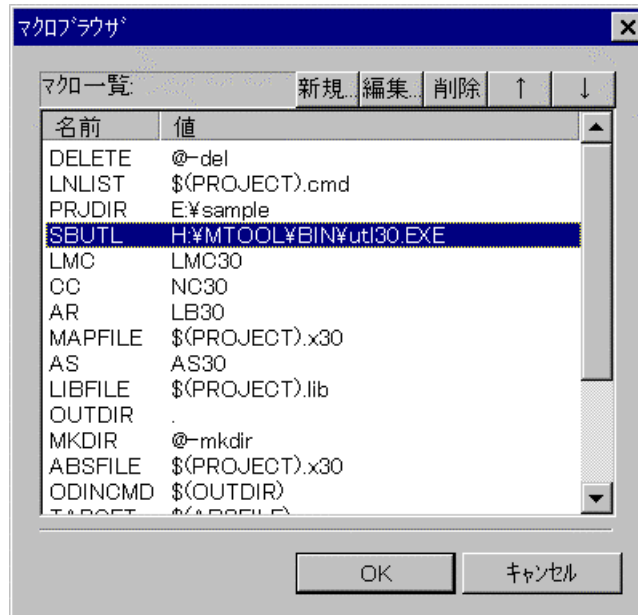 マクロブラウザ
マクロ一覧: 新規... 編集... 削除 ↑ ↓
名前 値
DELETE @-del
LNLIST $(PROJECT).cmd
PRJDIR E:¥sample
SBUTL H:¥MTOOL¥BIN¥utl30.EXE
LMC LMC30
CC NC30
AR LB30
MAPFILE $(PROJECT).x30
AS AS30
LIBFILE $(PROJECT).lib
OUTDIR .
MKDIR @-mkdir
ABSFILE $(PROJECT).x30
ODINCMD $(OUTDIR)
TARGET $(ABSFILE)
OK キャンセル